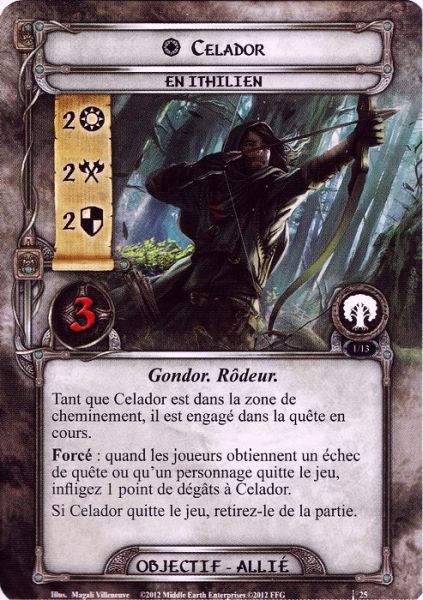 Celador
EN ITHILIEN
2
2
2
3
1/13
Gondor. Rôdeur.
Tant que Celador est dans la zone de
cheminement, il est engagé dans la quête en
cours.
Forcé : quand les joueurs obtiennent un échec
de quête ou qu'un personnage quitte le jeu,
infligez 1 point de dégâts à Celador.
Si Celador quitte le jeu, retirez-le de la partie.
OBJECTIF - ALLIÉ
Illus. Magali Villeneuve ©2012 Middle Earth Enterprises ©2012 FFG 25